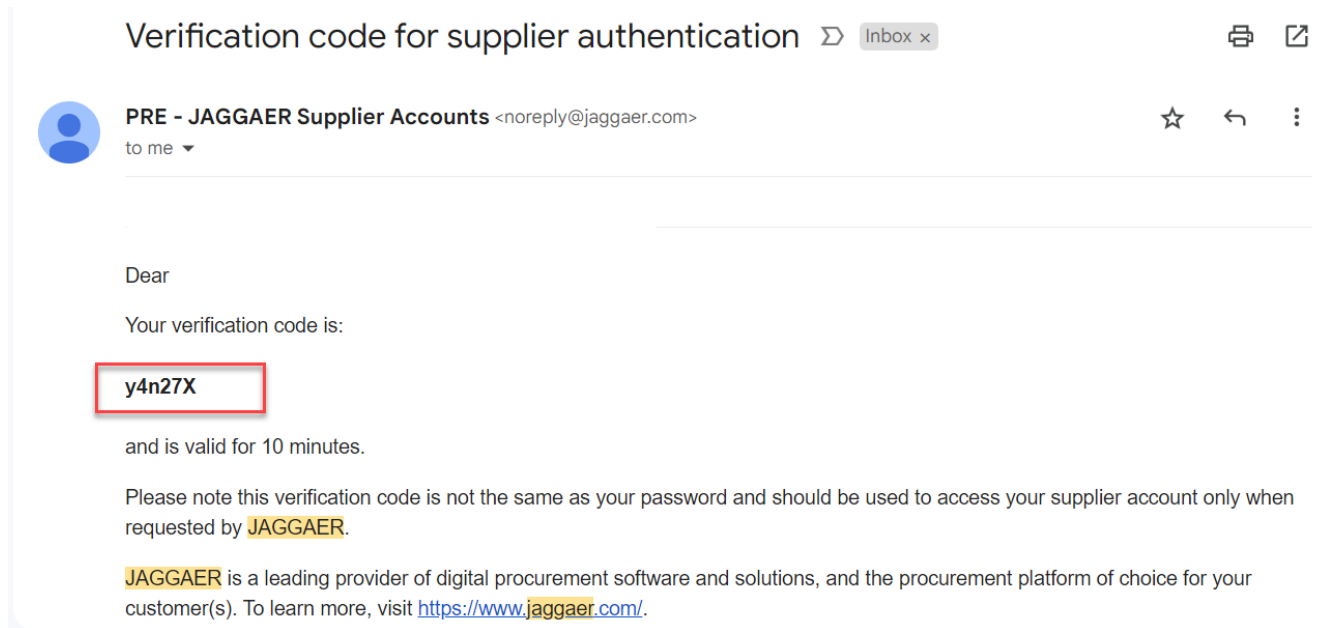 Verification code for supplier authentication Inbox ×
PRE - JAGGAER Supplier Accounts <noreply@jaggaer.com>
to me
Dear
Your verification code is:
y4n27X
and is valid for 10 minutes.
Please note this verification code is not the same as your password and should be used to access your supplier account only when
requested by JAGGAER.
JAGGAER is a leading provider of digital procurement software and solutions, and the procurement platform of choice for your
customer(s). To learn more, visit https://www.jaggaer.com/.